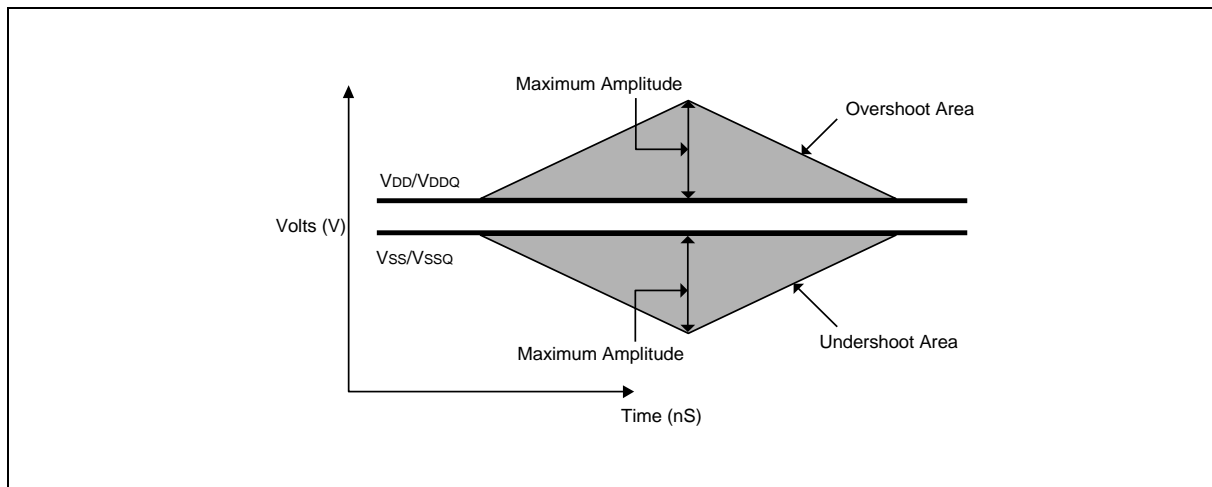 Maximum Amplitude
Overshoot Area
VDD/VDDQ
Volts (V)
VSS/VSSQ
Maximum Amplitude
Undershoot Area
Time (nS)